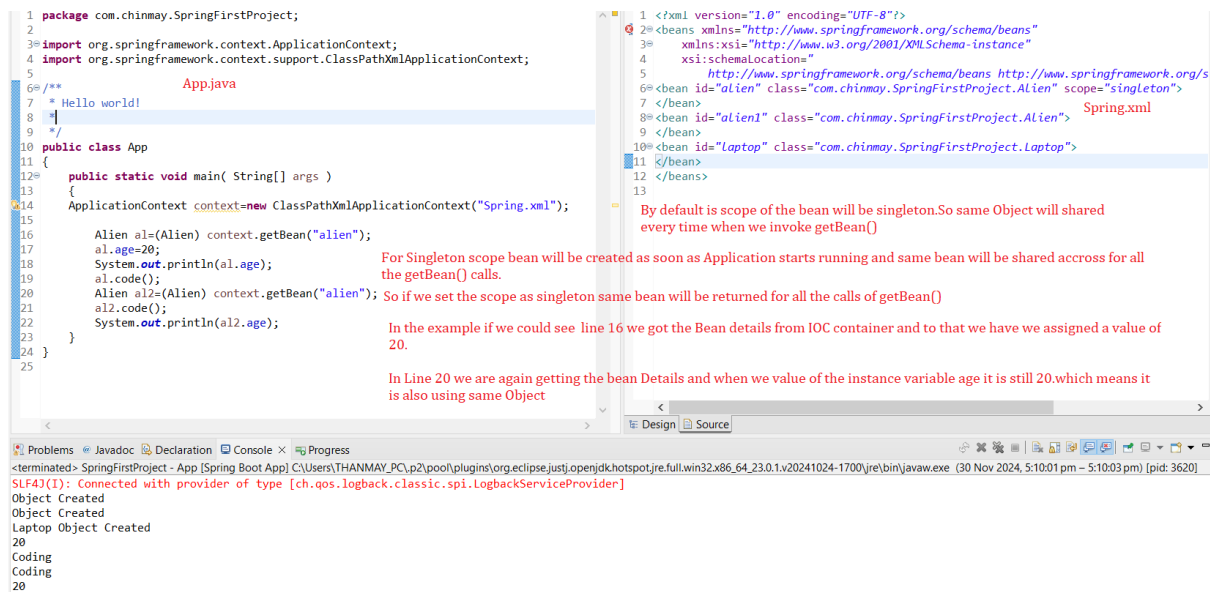 1 package com.chinmay.SpringFirstProject;
2
3 import org.springframework.context.ApplicationContext;
4 import org.springframework.context.support.ClassPathXmlApplicationContext;
5
6 /**
App.java
7 * Hello world!
8 *
9 */
10 public class App
11 {
12 public static void main( String[] args )
13 {
14 ApplicationContext context=new ClassPathXmlApplicationContext("Spring.xml");
15
16 Alien al=(Alien) context.getBean("alien");
17 al.age=20;
18 System.out.println(al.age);
19 al.code();
20 Alien al2=(Alien) context.getBean("alien");
21 al2.code();
22 System.out.println(al2.age);
23 }
24 }
25
1 <?xml version="1.0" encoding="UTF-8"?>
2 <beans xmlns="http://www.springframework.org/schema/beans"
3 xmlns:xsi="http://www.w3.org/2001/XMLSchema-instance"
4 xsi:schemaLocation="
5 http://www.springframework.org/schema/beans http://www.springframework.org/s
6 <bean id="alien" class="com.chinmay.SpringFirstProject.Alien" scope="singleton">
7 </bean>
Spring.xml
8 <bean id="alien1" class="com.chinmay.SpringFirstProject.Alien">
9 </bean>
10 <bean id="laptop" class="com.chinmay.SpringFirstProject.Laptop">
11 </bean>
12 </beans>
13
By default is scope of the bean will be singleton.So same Object will shared
every time when we invoke getBean()
For Singleton scope bean will be created as soon as Application starts running and same bean will be shared accross for all
the getBean() calls.
So if we set the scope as singleton same bean will be returned for all the calls of getBean()
In the example if we could see line 16 we got the Bean details from IOC container and to that we have we assigned a value of
20.
In Line 20 we are again getting the bean Details and when we value of the instance variable age it is still 20.which means it
is also using same Object
Design Source
Problems Javadoc Declaration Console Progress
<terminated> SpringFirstProject - App [Spring Boot App] C:\Users\THANMAY_PC\.p2\pool\plugins\org.eclipse.justj.openjdk.hotspot.jre.full.win32.x86_64_23.0.1.v20241024-1700\jre\bin\javaw.exe (30 Nov 2024, 5:10:01 pm – 5:10:03 pm) [pid: 3620]
SLF4J(I): Connected with provider of type [ch.qos.logback.classic.spi.LogbackServiceProvider]
Object Created
Object Created
Laptop Object Created
20
Coding
Coding
20